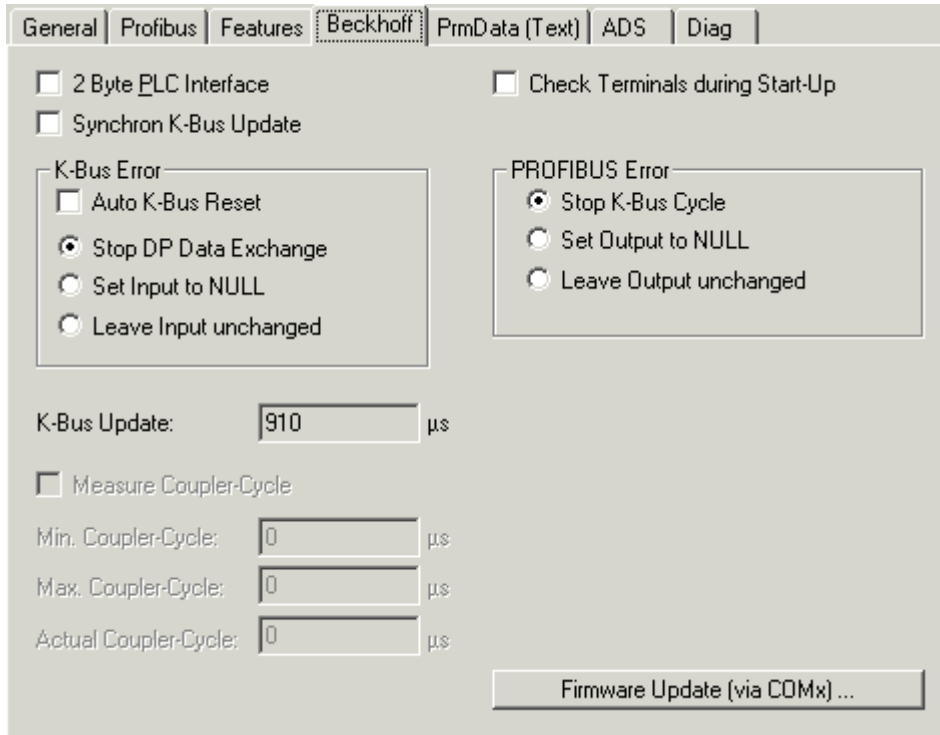 General Profibus Features Beckhoff PrmData (Text) ADS Diag
2 Byte PLC Interface
Synchron K-Bus Update
Check Terminals during Start-Up
K-Bus Error
Auto K-Bus Reset
Stop DP Data Exchange
Set Input to NULL
Leave Input unchanged
PROFIBUS Error
Stop K-Bus Cycle
Set Output to NULL
Leave Output unchanged
K-Bus Update: 910 µs
Measure Coupler-Cycle
Min. Coupler-Cycle: 0 µs
Max. Coupler-Cycle: 0 µs
Actual Coupler-Cycle: 0 µs
Firmware Update (via COMx) ...